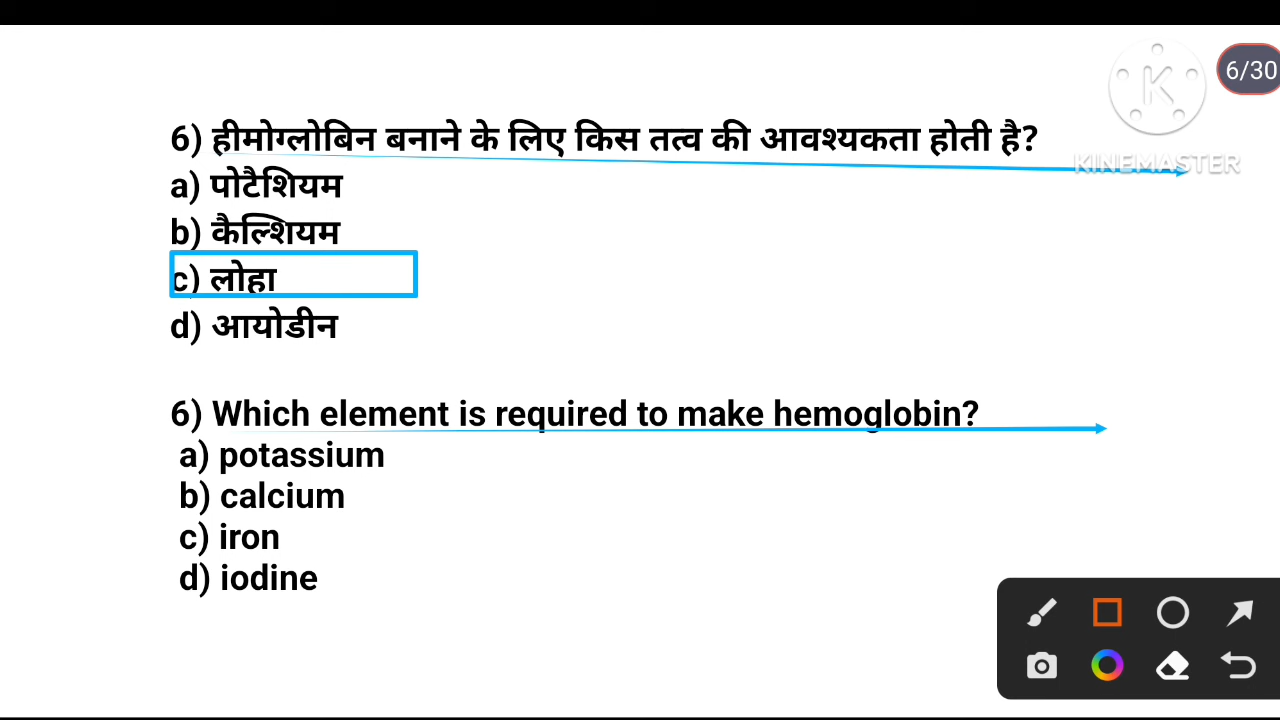 6/30
KINEMASTER
6) हीमोग्लोबिन बनाने के लिए किस तत्व की आवश्यकता होती है?
a) पोटैशियम
b) कैल्शियम
c) लोहा
d) आयोडीन
6) Which element is required to make hemoglobin?
a) potassium
b) calcium
c) iron
d) iodine